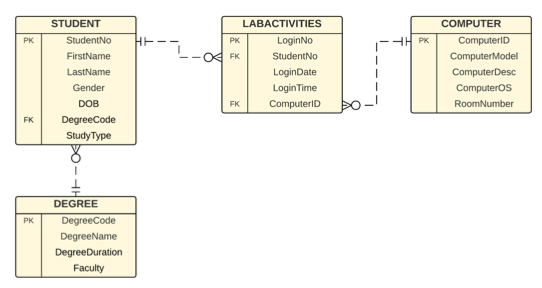 STUDENT
PK StudentNo
FirstName
LastName
Gender
DOB
FK DegreeCode
StudyType
LABACTIVITIES
PK LoginNo
FK StudentNo
LoginDate
LoginTime
FK ComputerID
COMPUTER
PK ComputerID
ComputerModel
ComputerDesc
ComputerOS
RoomNumber
DEGREE
PK DegreeCode
DegreeName
DegreeDuration
Faculty